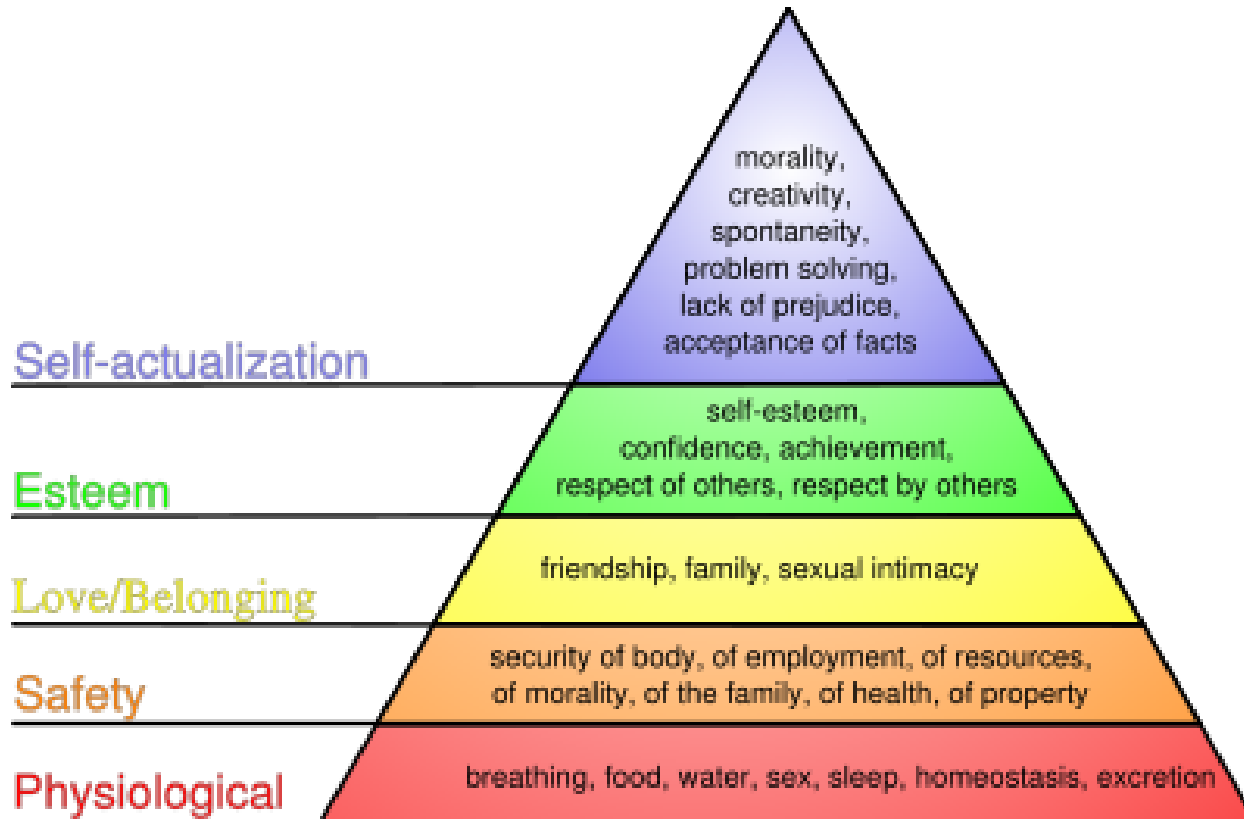 morality,
creativity,
spontaneity,
problem solving,
lack of prejudice,
acceptance of facts
Self-actualization
self-esteem,
confidence, achievement,
respect of others, respect by others
Esteem
friendship, family, sexual intimacy
Love/Belonging
security of body, of employment, of resources,
of morality, of the family, of health, of property
Safety
breathing, food, water, sex, sleep, homeostasis, excretion
Physiological